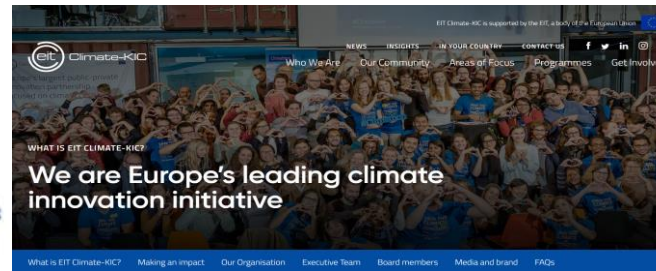 EIT Climate-KIC is supported by the EIT, a body of the European Union
NEWS INSIGHTS IN YOUR COUNTRY CONTACT US
eit Climate-KIC
Who We Are Our Community Areas of Focus Programmes Get Involv
WHAT IS EIT CLIMATE-KIC?
We are Europe's leading climate
innovation initiative
What is EIT Climate-KIC? Making an impact Our Organisation Executive Team Board members Media and brand FAQs